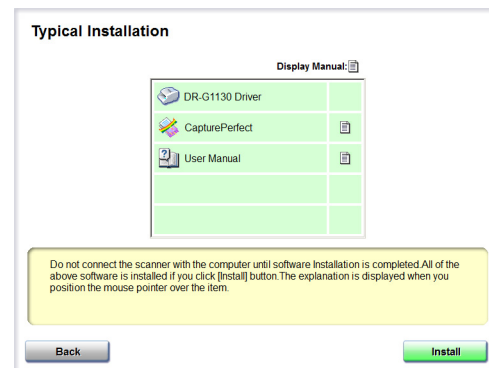 Typical Installation
Display Manual:
DR-G1130 Driver
CapturePerfect
User Manual
Do not connect the scanner with the computer until software Installation is completed.All of the
above software is installed if you click [Install] button.The explanation is displayed when you
position the mouse pointer over the item.
Back
Install